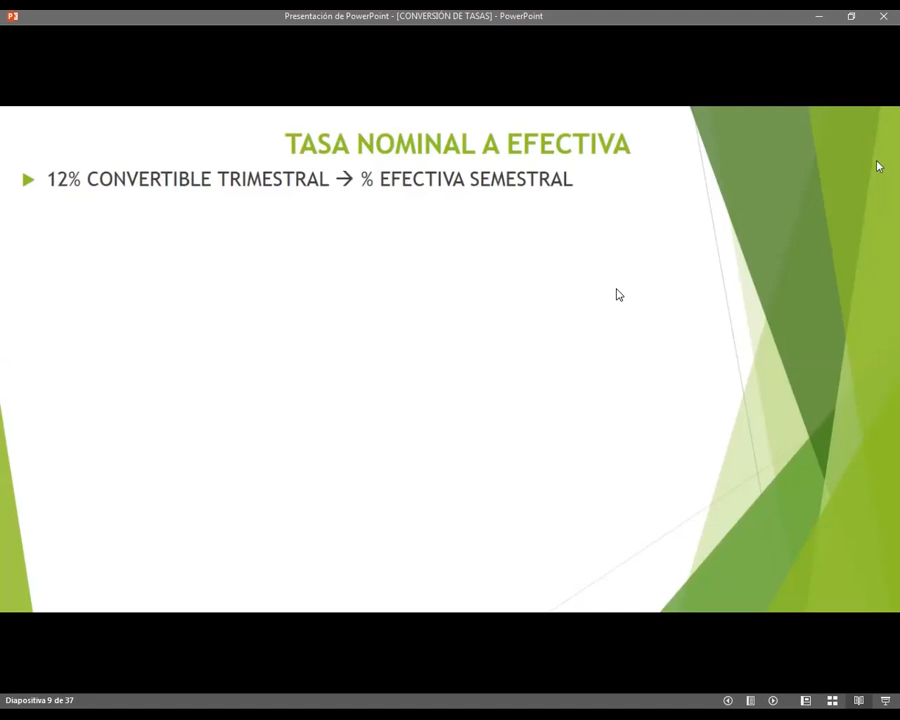 Presentación de PowerPoint - [CONVERSIÓN DE TASAS] - PowerPoint
TASA NOMINAL A EFECTIVA
12% CONVERTIBLE TRIMESTRAL → % EFECTIVA SEMESTRAL
Diapositiva 9 de 37